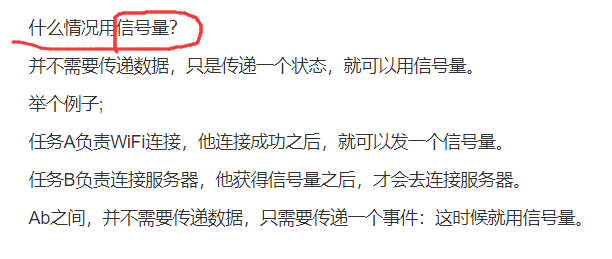 什么情况用信号量?
并不需要传递数据，只是传递一个状态，就可以用信号量。
举个例子;
任务A负责WiFi连接，他连接成功之后，就可以发一个信号量。
任务B负责连接服务器，他获得信号量之后，才会去连接服务器。
Ab之间，并不需要传递数据，只需要传递一个事件：这时候就用信号量。